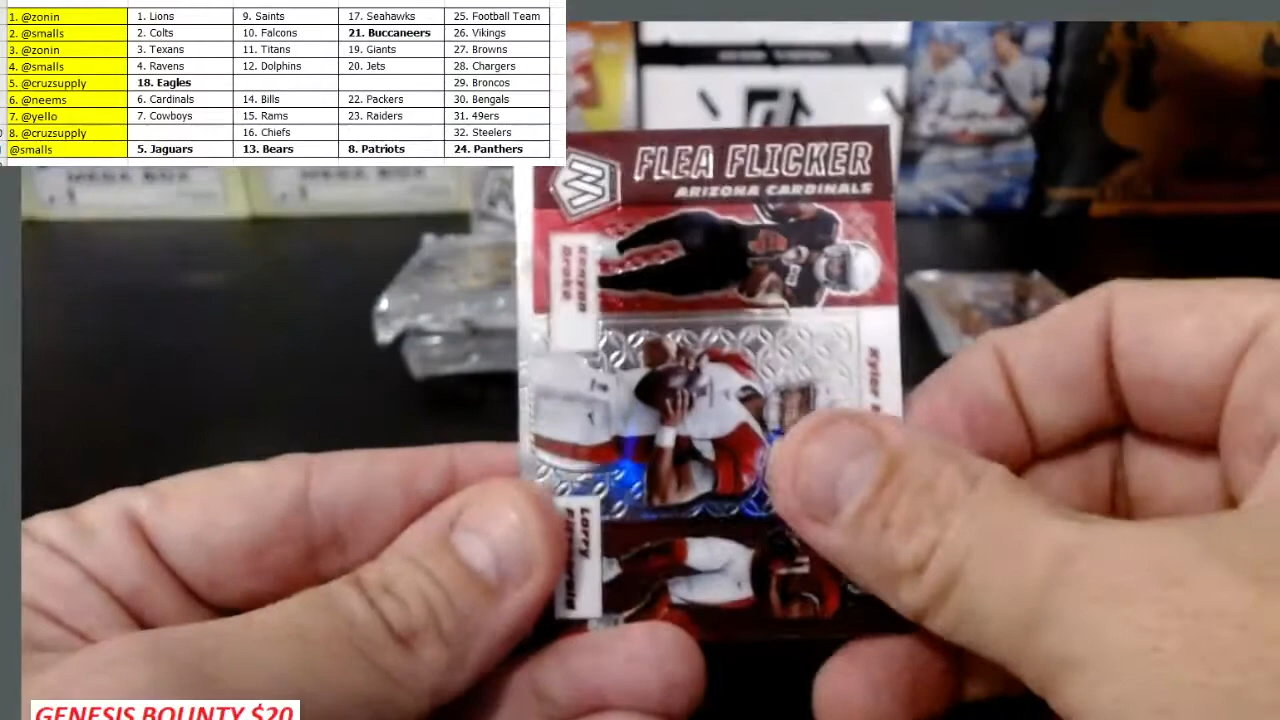 1. @zonin 1. Lions 9. Saints 17. Seahawks 25. Football Team
2. @smalls 2. Colts 10. Falcons 21. Buccaneers 26. Vikings
3. @zonin 3. Texans 11. Titans 19. Giants 27. Browns
4. @smalls 4. Ravens 12. Dolphins 20. Jets 28. Chargers
5. @cruzsupply 18. Eagles 29. Broncos
6. @neems 6. Cardinals 14. Bills 22. Packers 30. Bengals
7. @yello 7. Cowboys 15. Rams 23. Raiders 31. 49ers
8. @cruzsupply 16. Chiefs 32. Steelers
@smalls 5. Jaguars 13. Bears 8. Patriots 24. Panthers
FLEA FLICKER
ARIZONA CARDINALS
Kenyan
Drake
Kyler
Larry
Fitzgerald
GENESIS BOUNTY $20